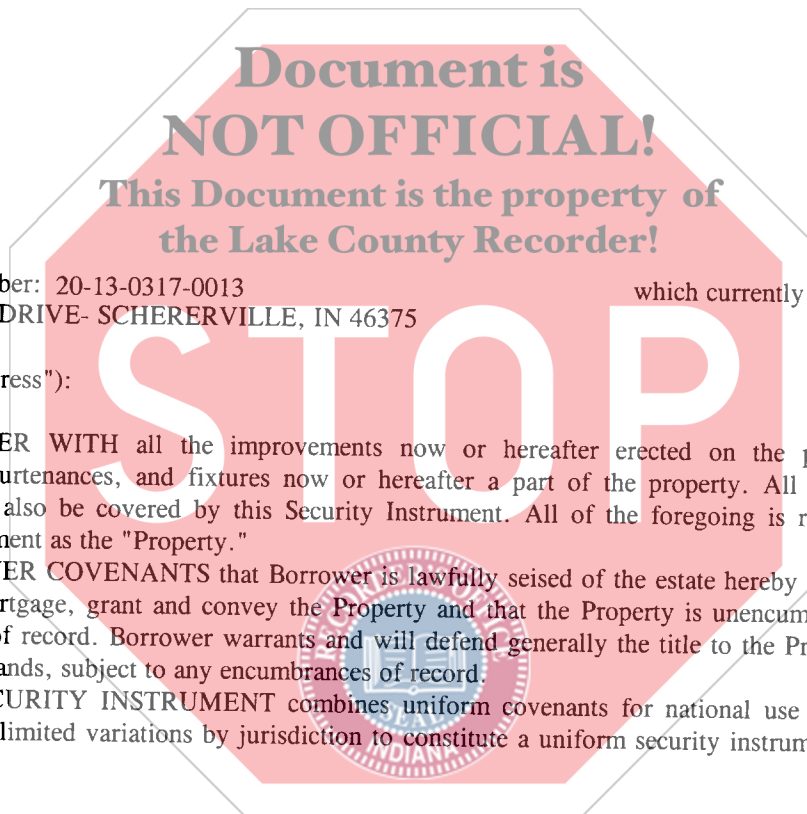 Document is
NOT OFFICIAL!
This Document is the property of
the Lake County Recorder!
ber: 20-13-0317-0013 which currently
DRIVE- SCHERERVILLE, IN 46375
ress"):
STOP
ER WITH all the improvements now or hereafter erected on the p
urtenances, and fixtures now or hereafter a part of the property. All
also be covered by this Security Instrument. All of the foregoing is r
nent as the "Property."
ER COVENANTS that Borrower is lawfully seised of the estate hereby
rtgage, grant and convey the Property and that the Property is unencum
of record. Borrower warrants and will defend generally the title to the Pr
ands, subject to any encumbrances of record.
CURITY INSTRUMENT combines uniform covenants for national use
limited variations by jurisdiction to constitute a uniform security instrum
SEAL
INDIANA